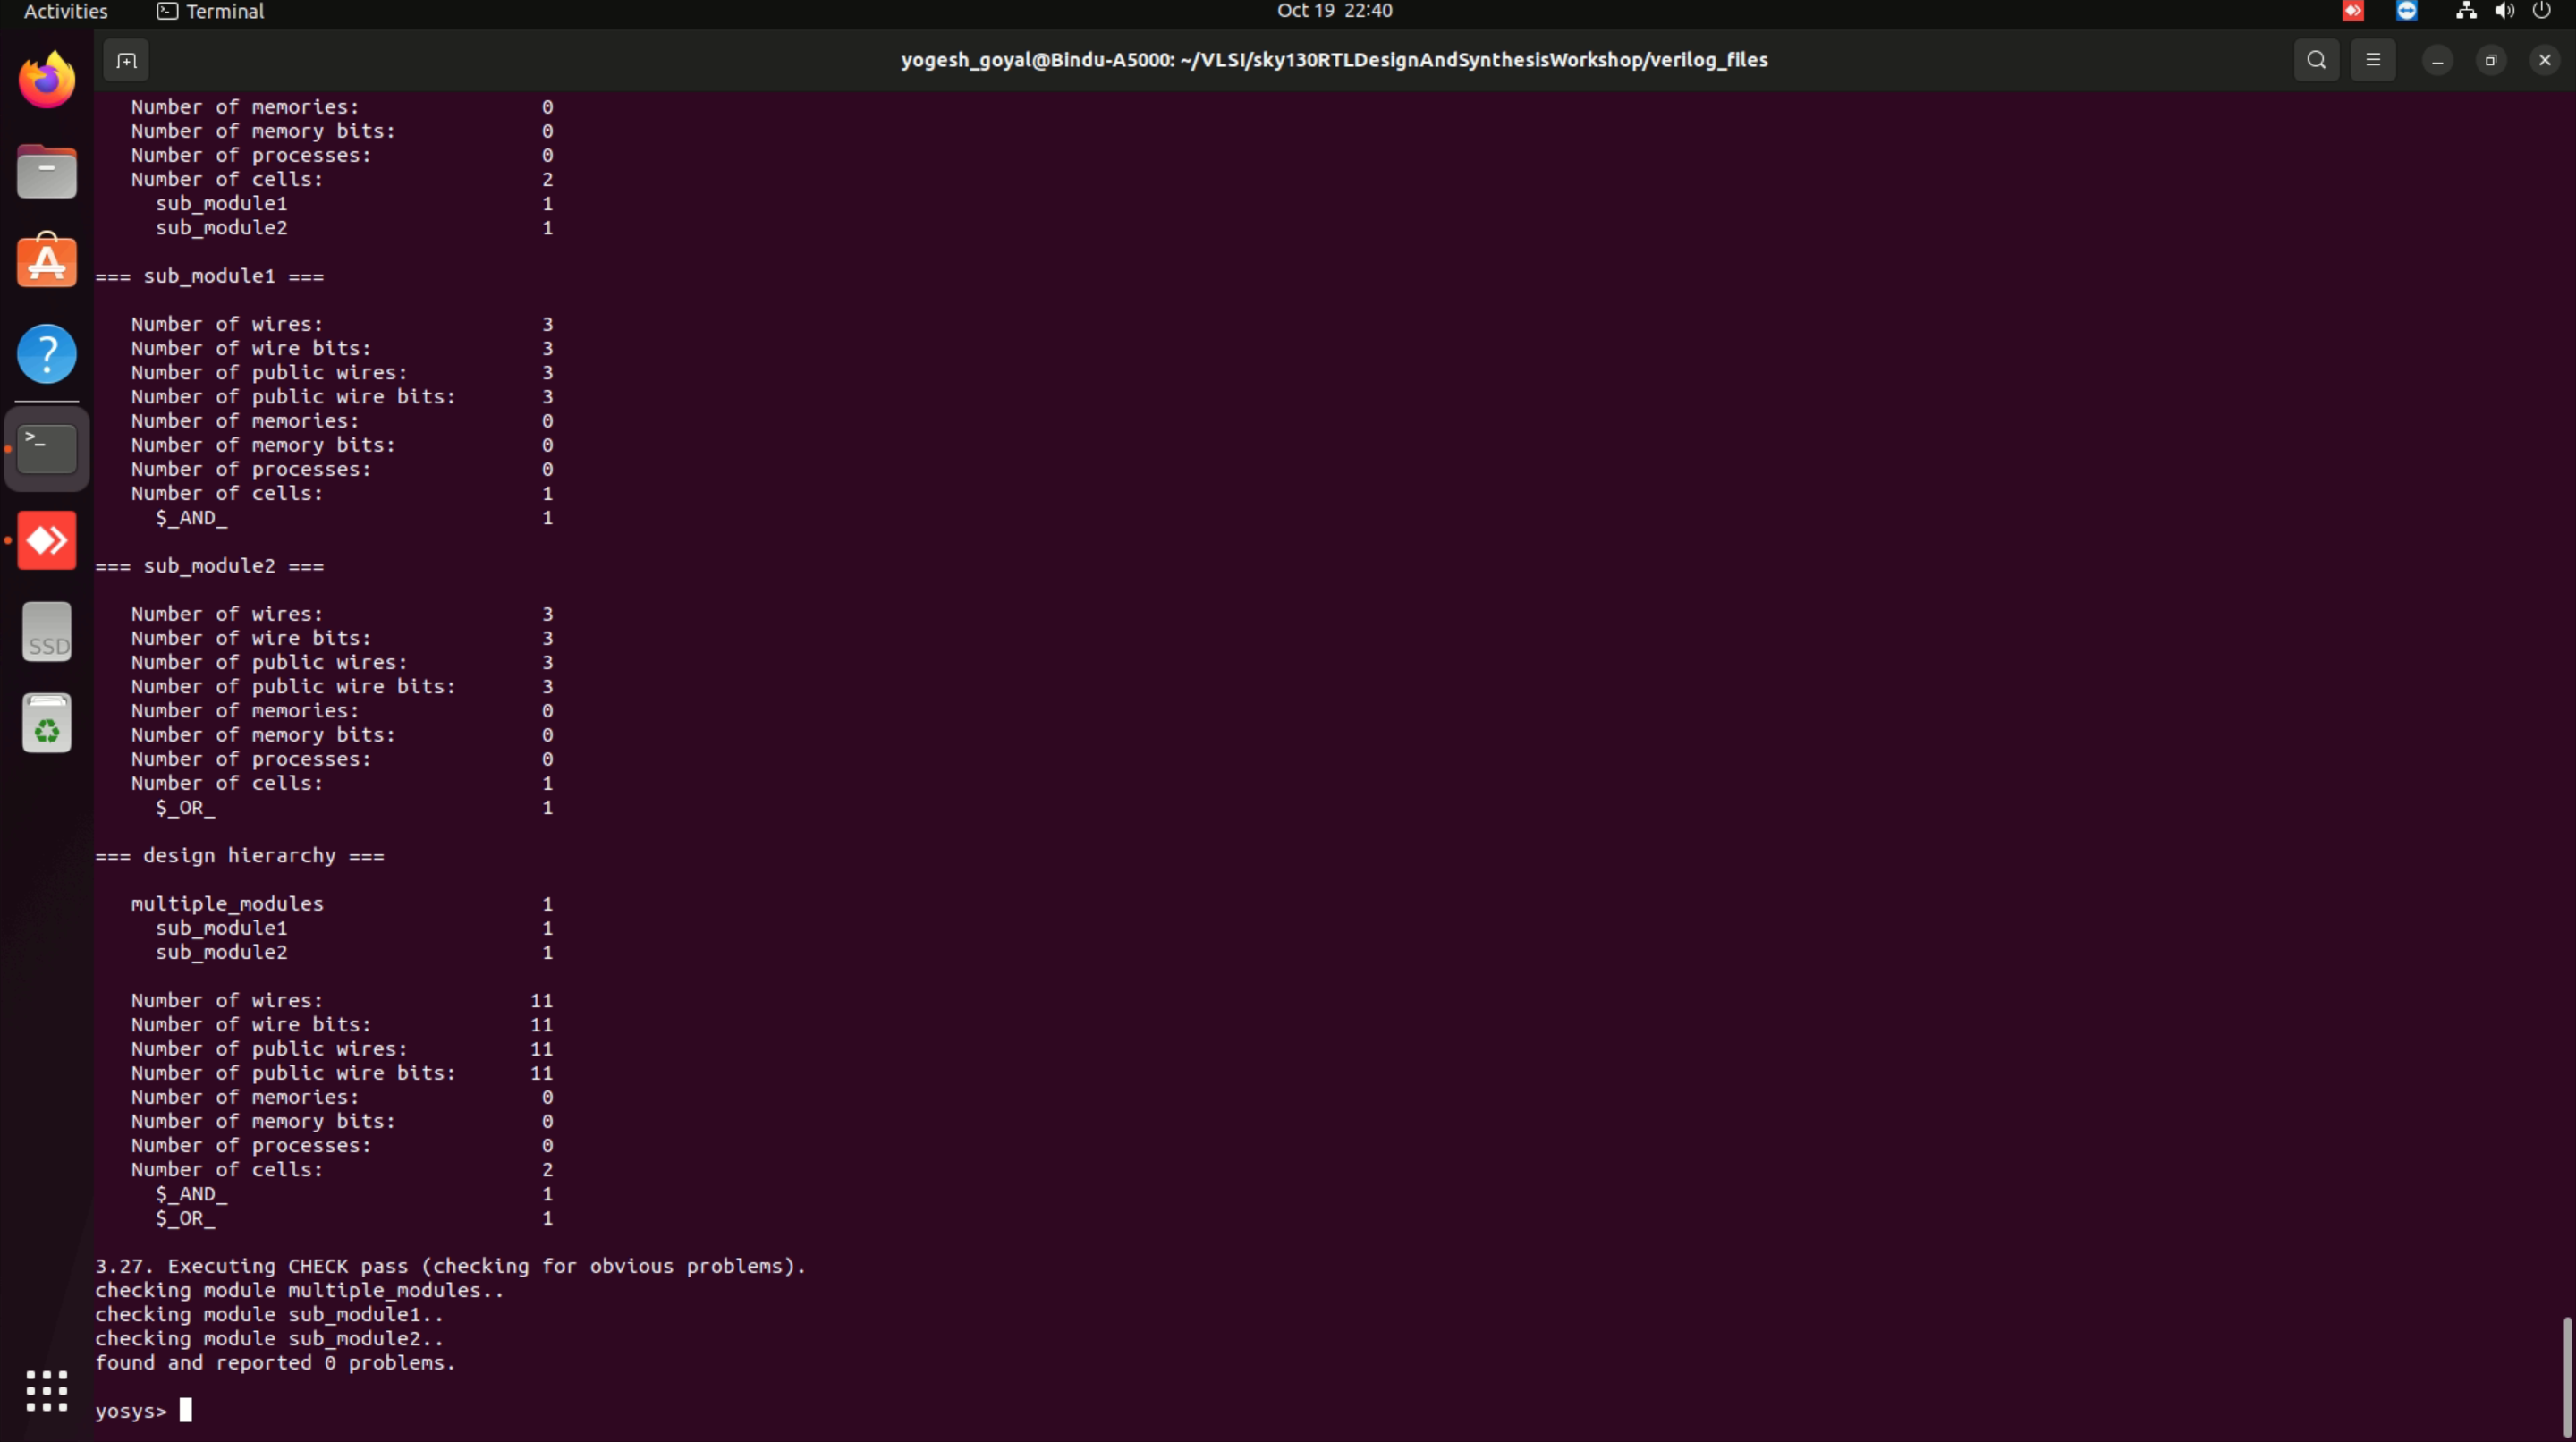 Activities Terminal Oct 19 22:40
yogesh_goyal@Bindu-A5000: ~/VLSI/sky130RTLDesignAndSynthesisWorkshop/verilog_files
Number of memories: 0
Number of memory bits: 0
Number of processes: 0
Number of cells: 2
sub_module1 1
sub_module2 1
=== sub_module1 ===
Number of wires: 3
Number of wire bits: 3
Number of public wires: 3
Number of public wire bits: 3
Number of memories: 0
Number of memory bits: 0
Number of processes: 0
Number of cells: 1
$_AND_ 1
=== sub_module2 ===
Number of wires: 3
Number of wire bits: 3
Number of public wires: 3
Number of public wire bits: 3
Number of memories: 0
Number of memory bits: 0
Number of processes: 0
Number of cells: 1
$_OR_ 1
=== design hierarchy ===
multiple_modules 1
sub_module1 1
sub_module2 1
Number of wires: 11
Number of wire bits: 11
Number of public wires: 11
Number of public wire bits: 11
Number of memories: 0
Number of memory bits: 0
Number of processes: 0
Number of cells: 2
$_AND_ 1
$_OR_ 1
3.27. Executing CHECK pass (checking for obvious problems).
checking module multiple_modules..
checking module sub_module1..
checking module sub_module2..
found and reported 0 problems.
yosys>
SSD